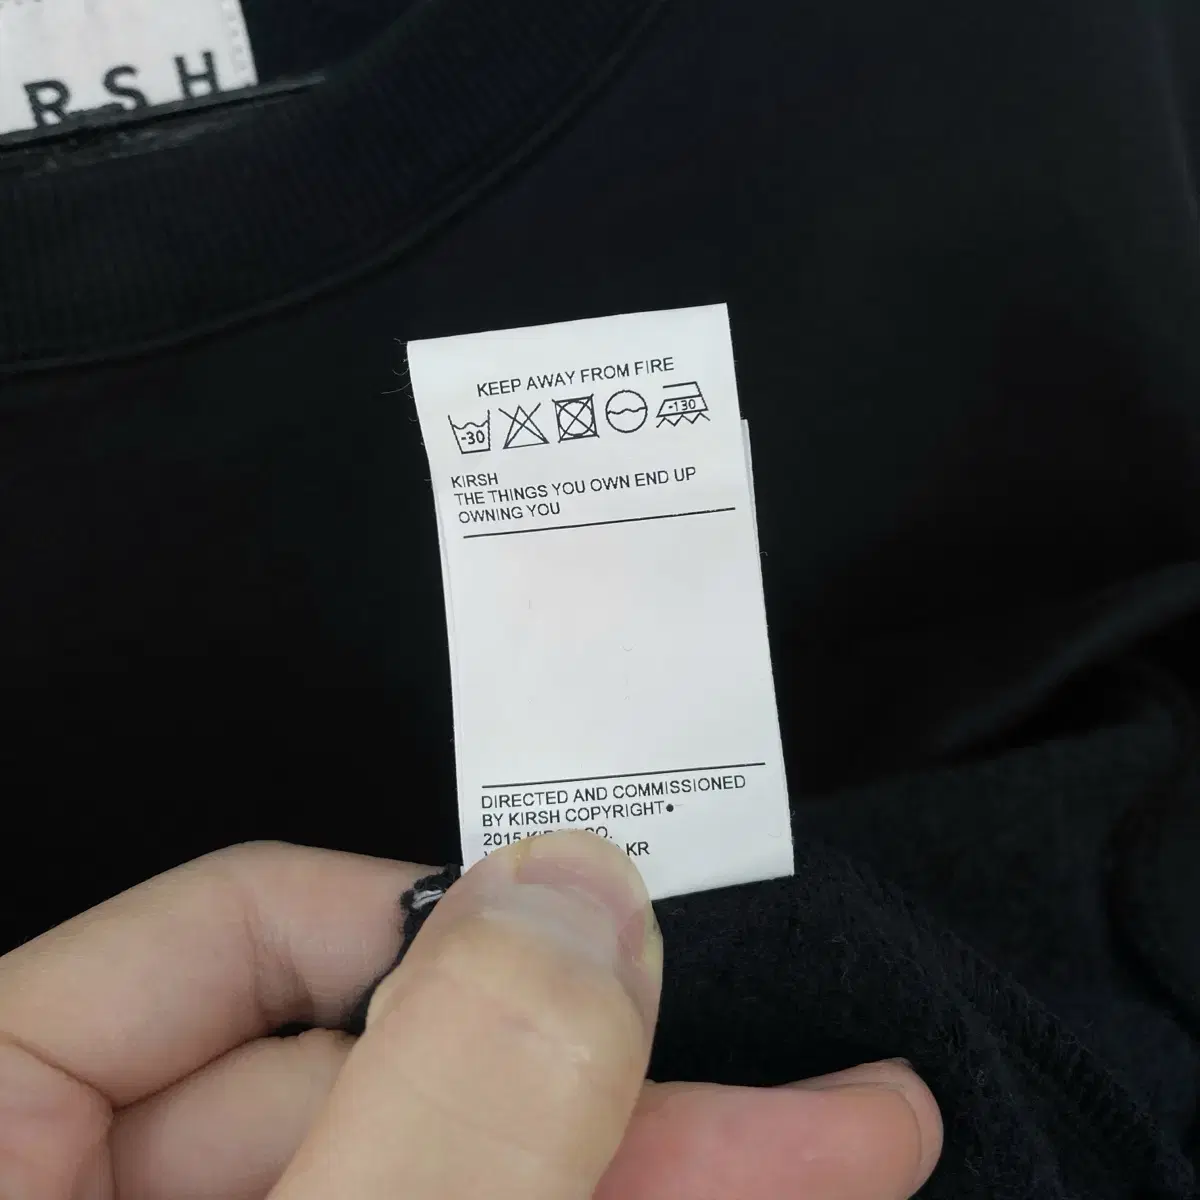 RSH
KEEP AWAY FROM FIRE
-30 -130
KIRSH
THE THINGS YOU OWN END UP
OWNING YOU
DIRECTED AND COMMISSIONED
BY KIRSH COPYRIGHT●
2015 CO.
KR